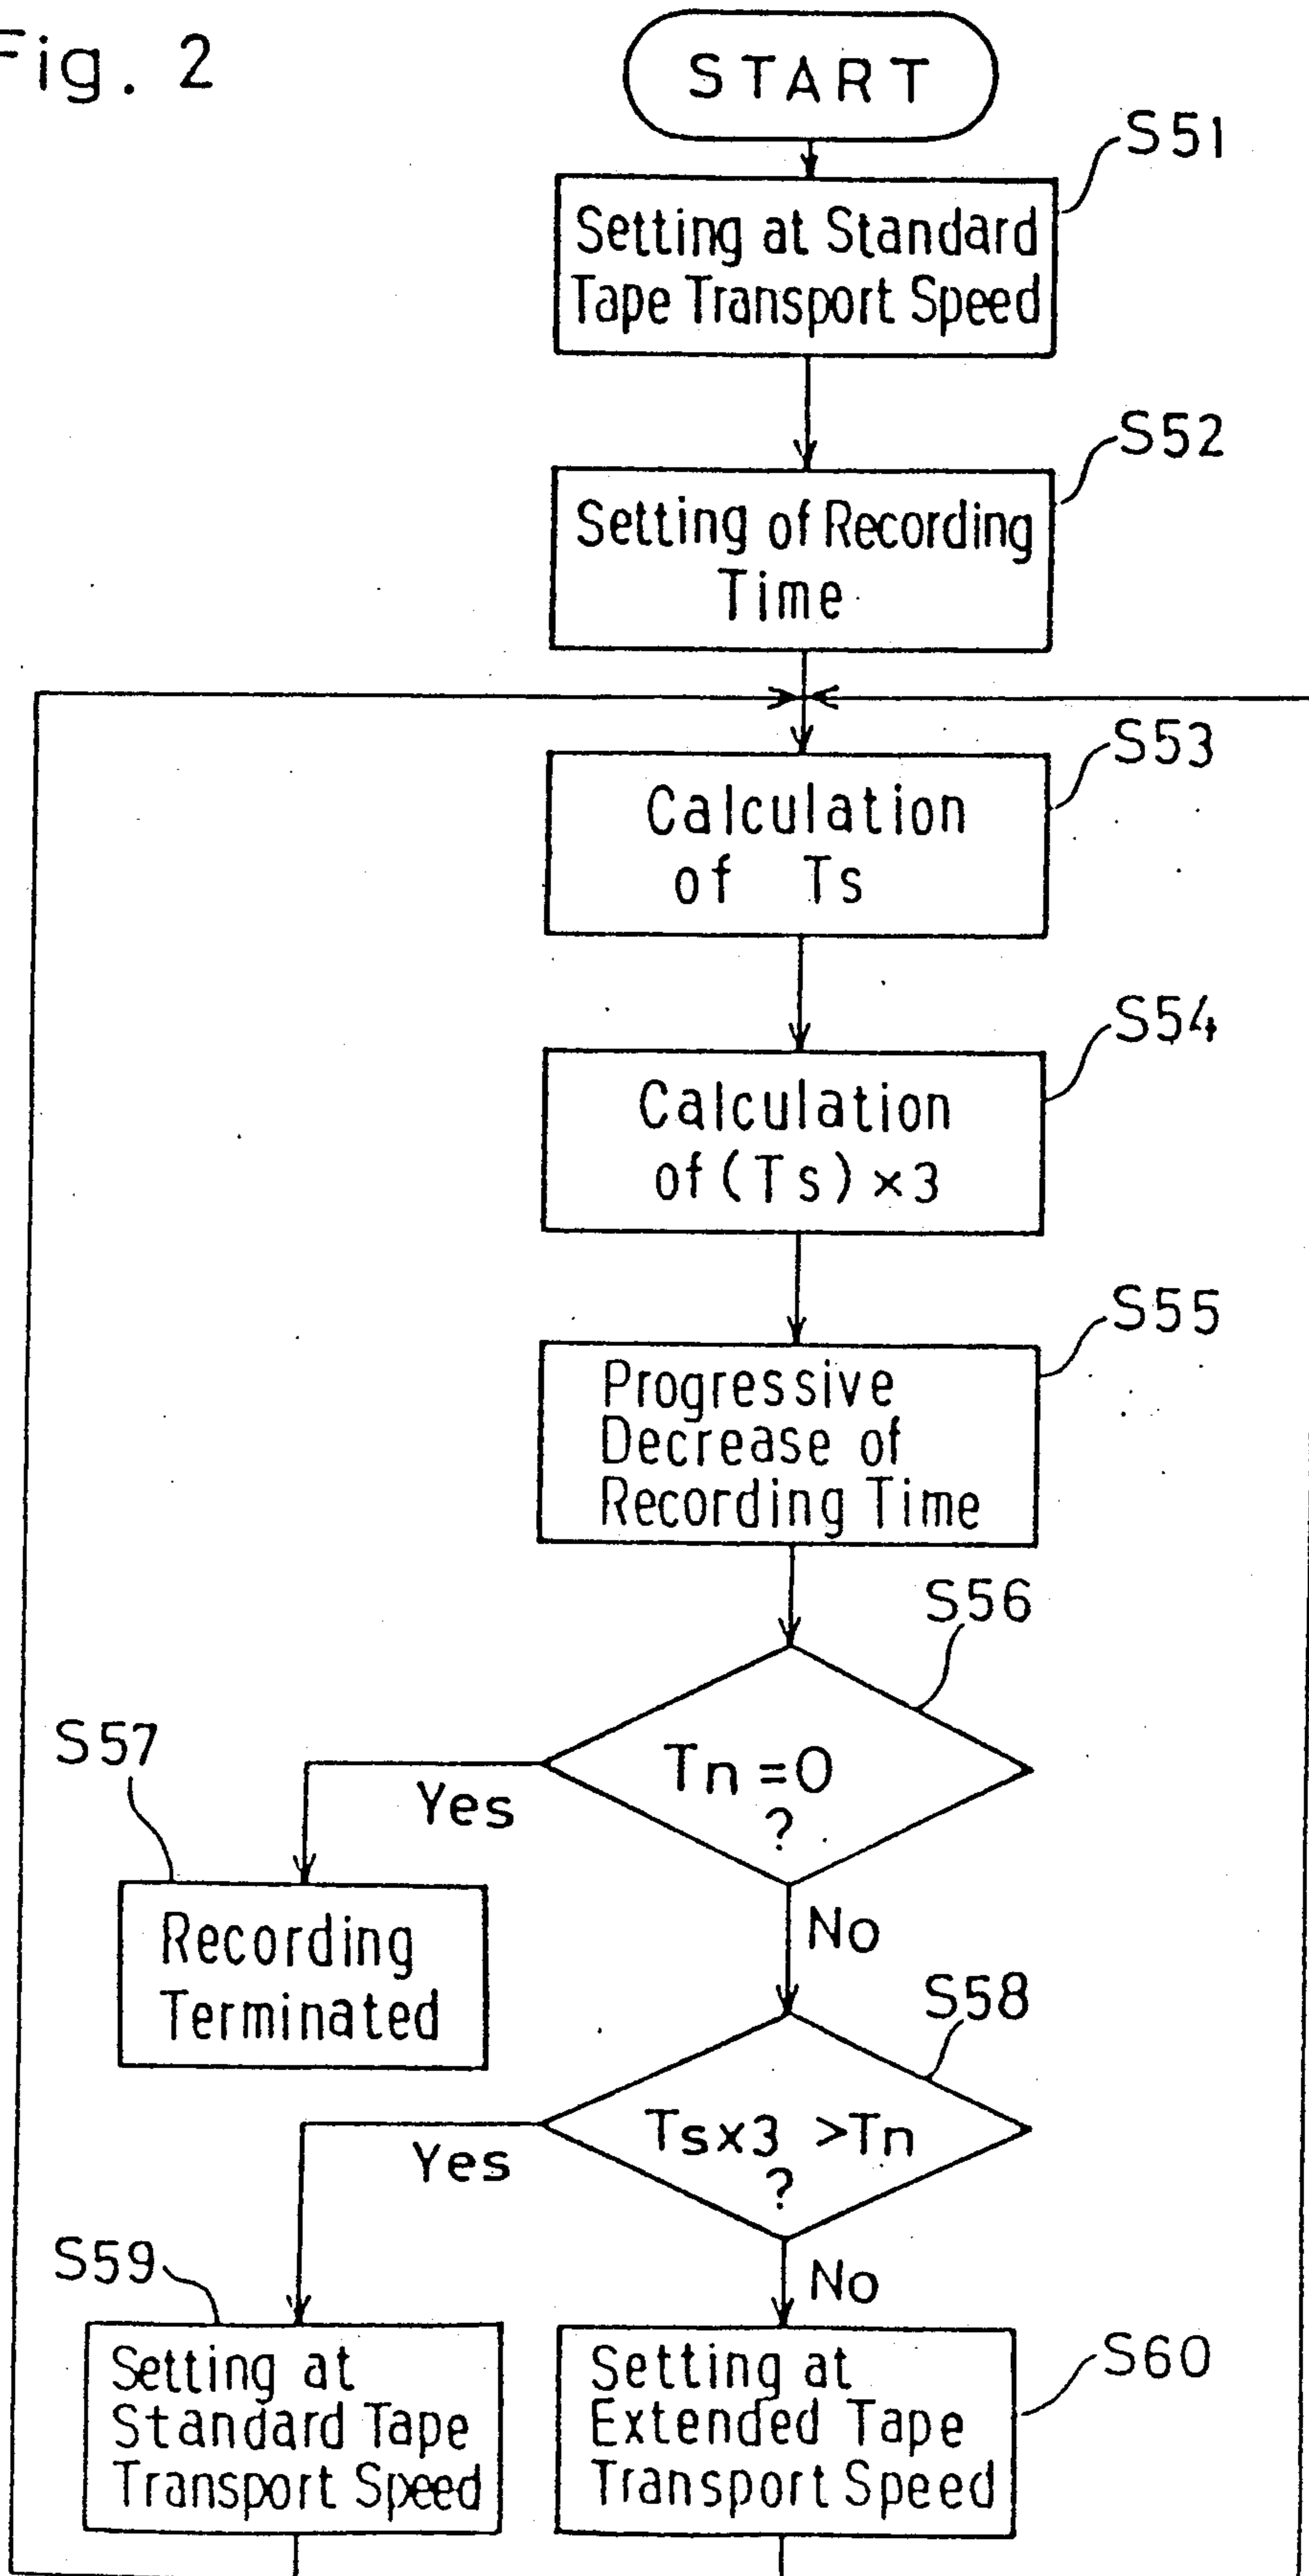 Fig. 2
START
S51
Setting at Standard
Tape Transport Speed
S52
Setting of Recording
Time
S53
Calculation
of Ts
S54
Calculation
of (Ts) ×3
S55
Progressive
Decrease of
Recording Time
S56
Tn =0
?
Yes
S57
Recording
Terminated
No
S58
Ts×3 >Tn
?
Yes
S59
Setting at
Standard Tape
Transport Speed
No
S60
Setting at
Extended Tape
Transport Speed